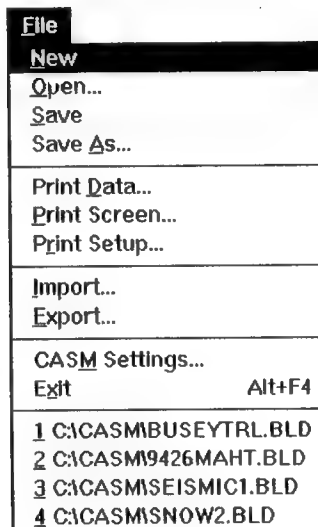 File
New
Open...
Save
Save As...
Print Data...
Print Screen...
Print Setup...
Import...
Export...
CASM Settings...
Exit Alt+F4
1 C:\CASM\BUSEYTRL.BLD
2 C:\CASM\9426MAHT.BLD
3 C:\CASM\SEISMIC1.BLD
4 C:\CASM\SNOW2.BLD